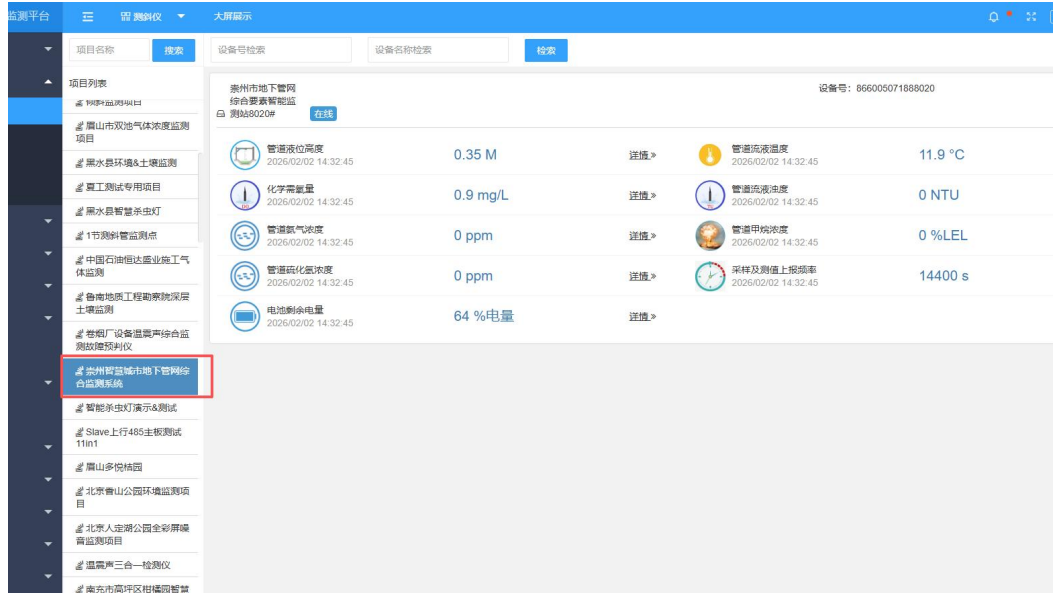 监测平台
测斜仪
大屏展示
项目名称
搜索
设备号检索
设备名称检索
检索
项目列表
倾斜监测项目
眉山市双池气体浓度监测
项目
黑水县环境&土壤监测
夏工测试专用项目
黑水县智慧杀虫灯
1节测斜管监测点
中国石油恒达盛业施工气
体监测
鲁南地质工程勘察院深层
土壤监测
卷烟厂设备温震声综合监
测故障预判仪
崇州智慧城市地下管网综
合监测系统
智能杀虫灯演示&测试
Slave上行485主板测试
11in1
眉山多悦桔园
北京香山公园环境监测项
目
北京人定湖公园全彩屏噪
音监测项目
温震声三合一检测仪
南充市高坪区柑橘园智慧
崇州市地下管网
综合要素智能监
测站8020#
在线
设备号：866005071888020
管道液位高度
2026/02/02 14:32:45
0.35 M
详情 »
管道流液温度
2026/02/02 14:32:45
11.9 °C
化学需氧量
2026/02/02 14:32:45
0.9 mg/L
详情 »
管道流液浊度
2026/02/02 14:32:45
0 NTU
管道氨气浓度
2026/02/02 14:32:45
0 ppm
详情 »
管道甲烷浓度
2026/02/02 14:32:45
0 %LEL
管道硫化氢浓度
2026/02/02 14:32:45
0 ppm
详情 »
采样及测值上报频率
2026/02/02 14:32:45
14400 s
电池剩余电量
2026/02/02 14:32:45
64 %电量
详情 »